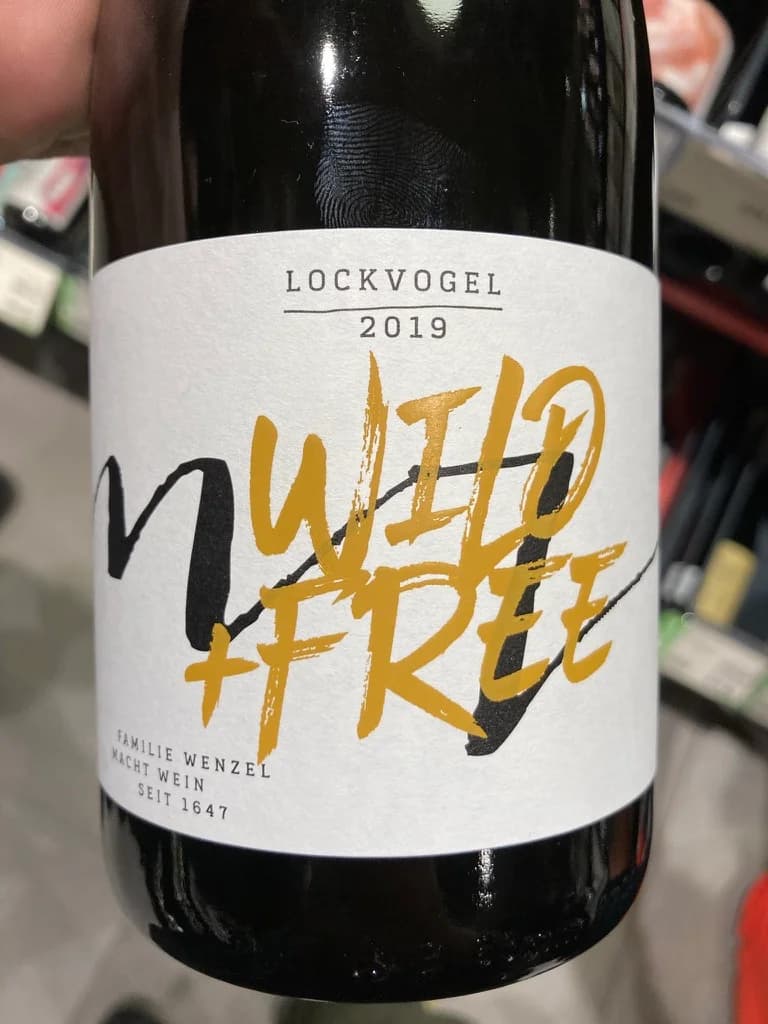 LOCKVOGEL
2019
WILD
+FREE
FAMILIE WENZEL
MACHT WEIN
SEIT 1647